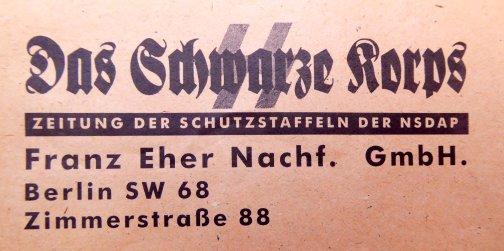 Das Schwarze Korps
ZEITUNG DER SCHUTZSTAFFELN DER NSDAP
Franz Eher Nachf. GmbH.
Berlin SW 68
Zimmerstraße 88